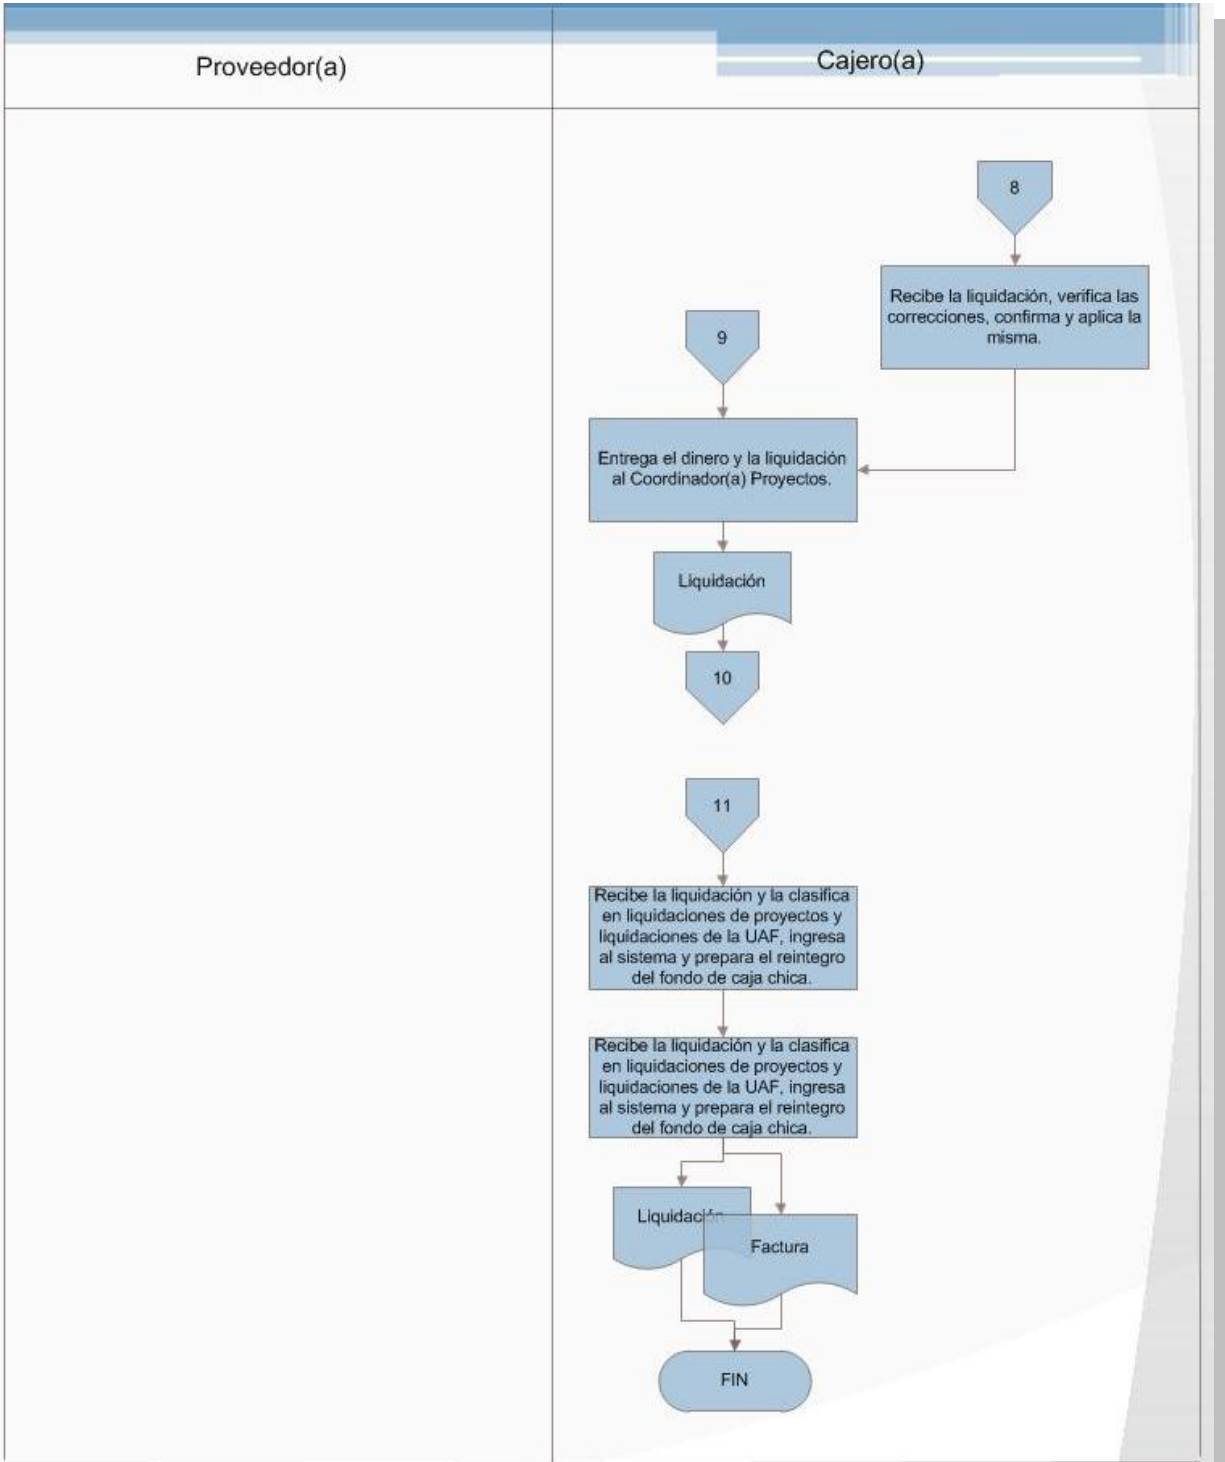 Proveedor(a)
Cajero(a)
8
Recibe la liquidación, verifica las
correcciones, confirma y aplica la
misma.
9
Entrega el dinero y la liquidación
al Coordinador(a) Proyectos.
Liquidación
10
11
Recibe la liquidación y la clasifica
en liquidaciones de proyectos y
liquidaciones de la UAF, ingresa
al sistema y prepara el reintegro
del fondo de caja chica.
Recibe la liquidación y la clasifica
en liquidaciones de proyectos y
liquidaciones de la UAF, ingresa
al sistema y prepara el reintegro
del fondo de caja chica.
Liquidación
Factura
FIN